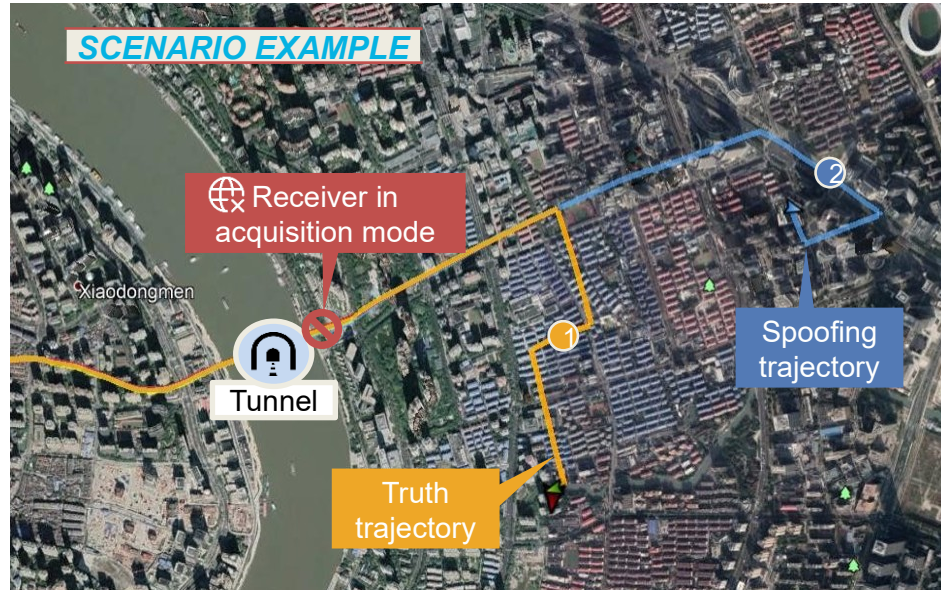 SCENARIO EXAMPLE
Receiver in
acquisition mode
2
Xiaodongmen
1
Spoofing
trajectory
Tunnel
Truth
trajectory